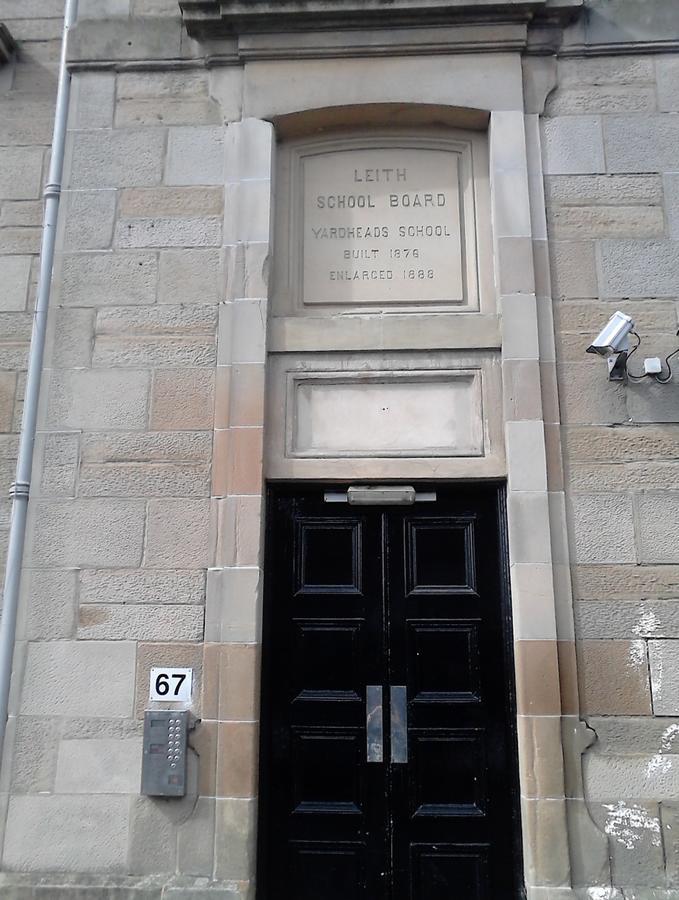 LEITH
SCHOOL BOARD
YARDHEADS SCHOOL
BUILT 1876
ENLARGED 1888
67